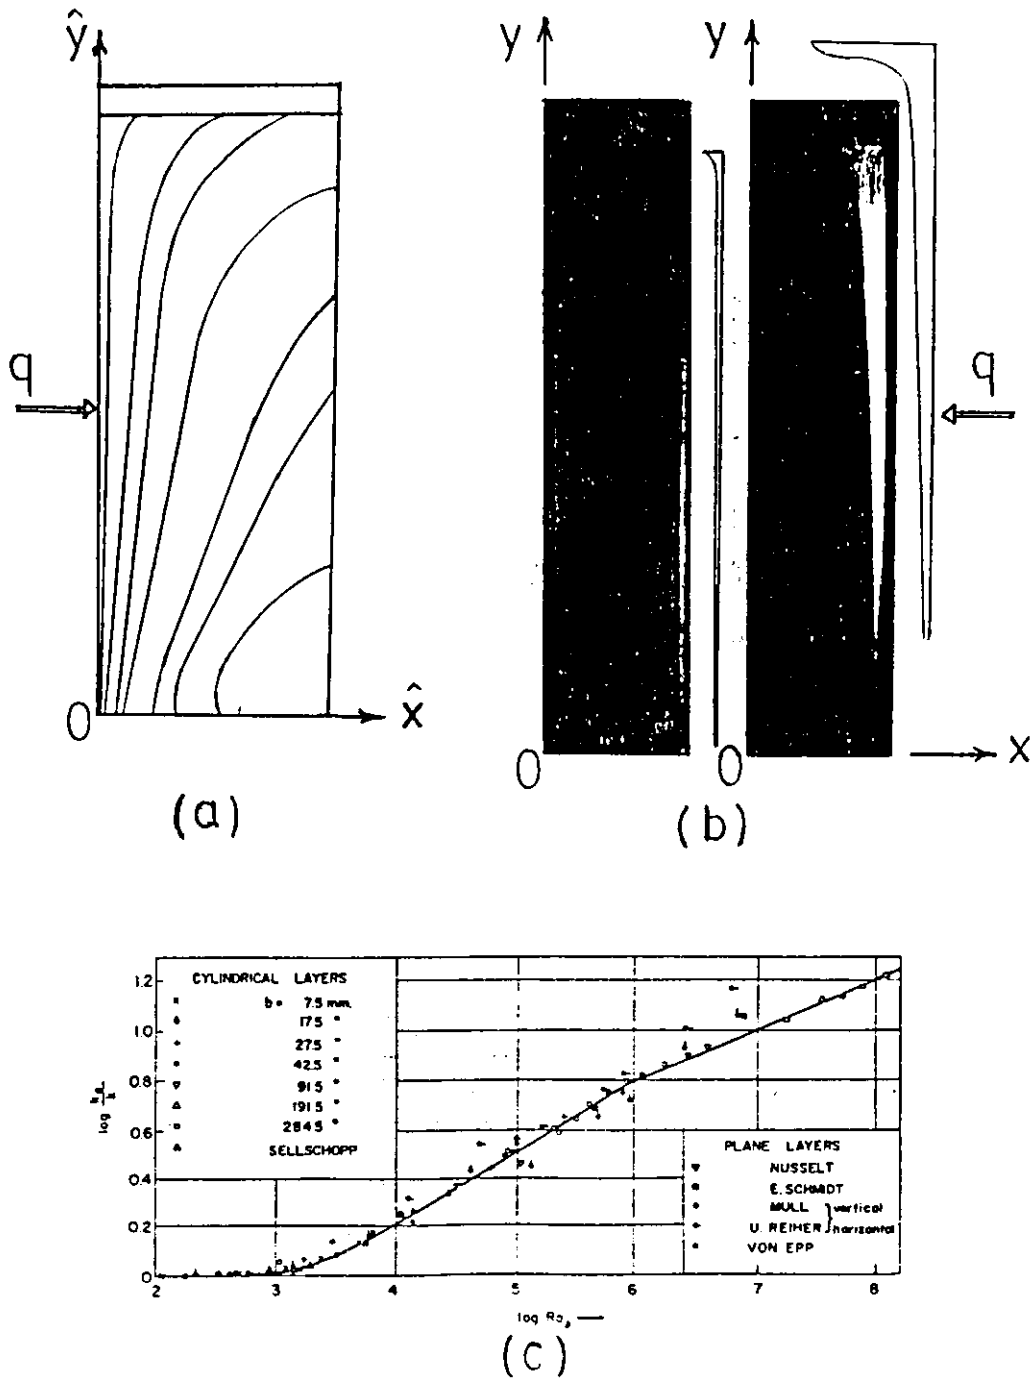 ŷ
q
0
x̂
(a)
y
y
q
0
0
x
(b)
CYLINDRICAL LAYERS
b = 7.5 mm.
17.5 "
27.5 "
42.5 "
91.5 "
191.5 "
284.5 "
SELLSCHOPP
PLANE LAYERS
NUSSELT
E. SCHMIDT
MULL } vertical
U. REIHER } horizontal
VON EPP
1.2
1.0
0.8
0.6
0.4
0.2
0
log
2 3 4 5 6 7 8
log Ra
(c)